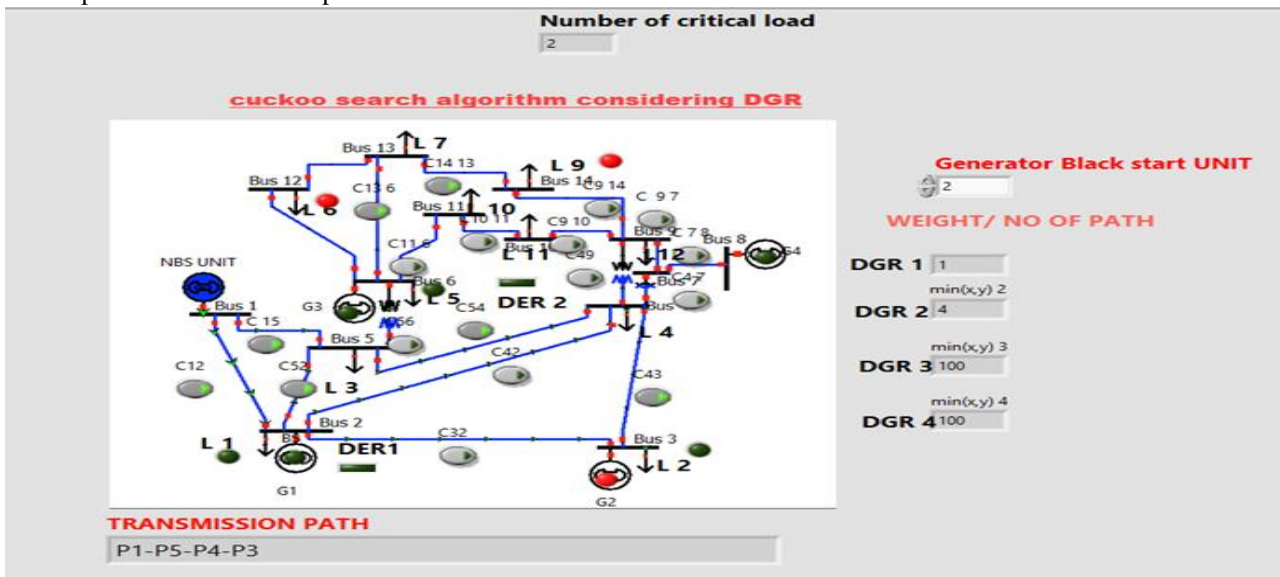 Number of critical load
2
cuckoo search algorithm considering DGR
Bus 13
L 7
C14 13
L 9
Bus 12
C13 6
Bus 14
C9 14
C 9 7
L 6
Bus 11
10
C9 10
10 11
L 11
Bus 9
C 7 8
Bus 8
L12
G4
C11 6
C49
NBS UNIT
Bus 6
L 5
DER 2
Bus 7
C4 7
Bus 1
G3
C54
Bus
L 4
C 15
Bus 5
56
C42
C12
C52
L 3
C43
Bus 2
L 1
DER1
C32
Bus 3
L 2
G1
G2
Generator Black start UNIT
2
WEIGHT/ NO OF PATH
DGR 1 1
min(x,y) 2
DGR 2 4
min(x,y) 3
DGR 3 100
min(x,y) 4
DGR 4 100
TRANSMISSION PATH
P1-P5-P4-P3